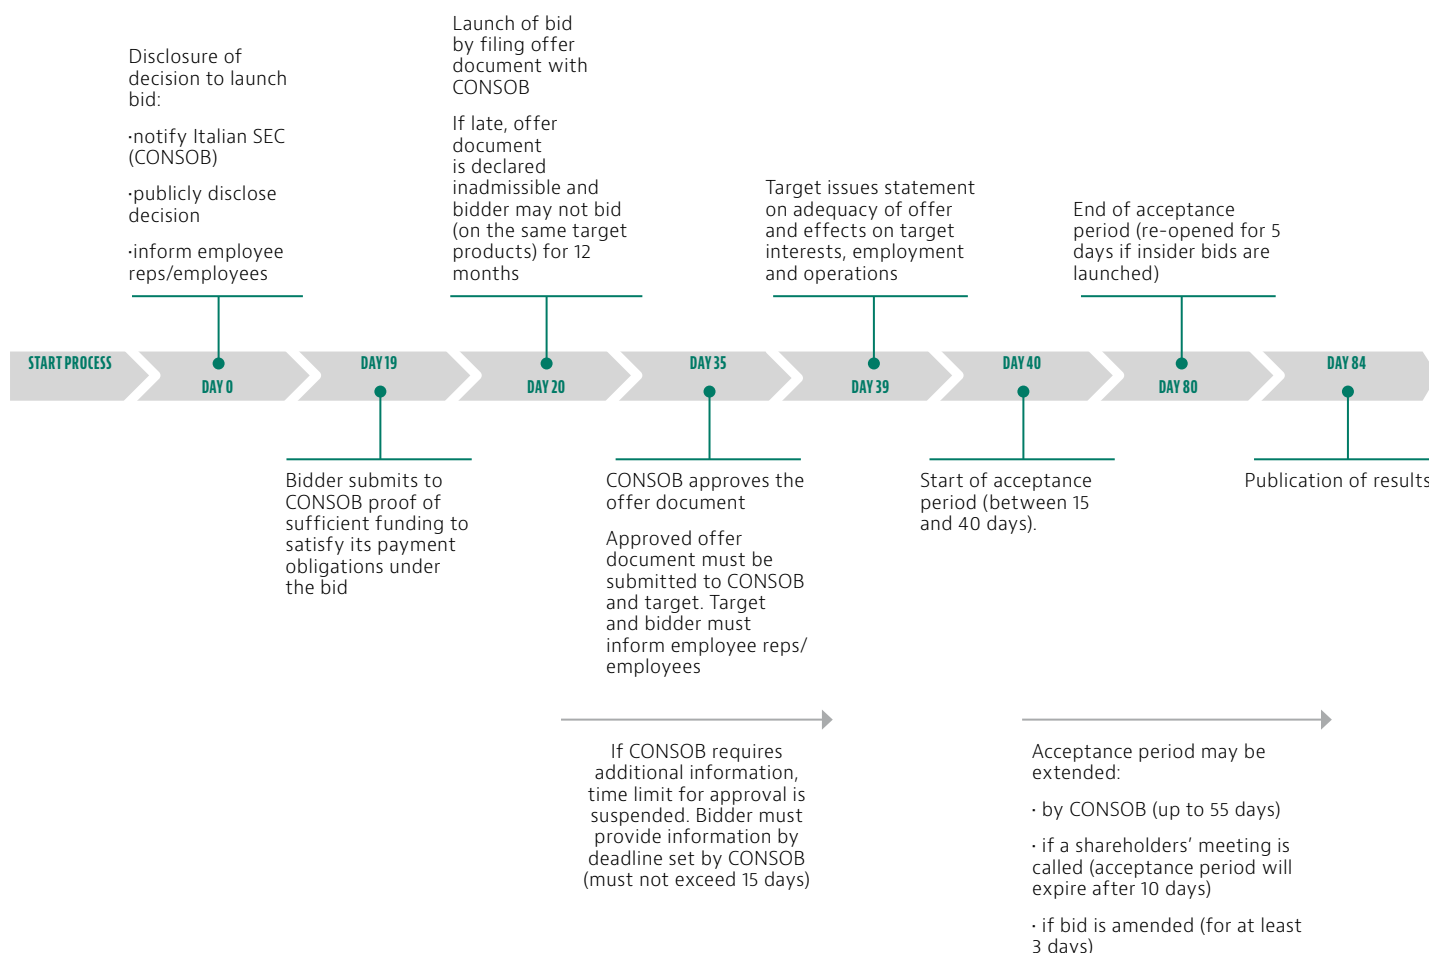 Disclosure of
decision to launch
bid:
·notify Italian SEC
(CONSOB)
·publicly disclose
decision
·inform employee
reps/employees
Launch of bid
by filing offer
document with
CONSOB
If late, offer
document
is declared
inadmissible and
bidder may not bid
(on the same target
products) for 12
months
Target issues statement
on adequacy of offer
and effects on target
interests, employment
and operations
End of acceptance
period (re-opened for 5
days if insider bids are
launched)
START PROCESS
DAY 0
DAY 19
DAY 20
DAY 35
DAY 39
DAY 40
DAY 80
DAY 84
Bidder submits to
CONSOB proof of
sufficient funding to
satisfy its payment
obligations under
the bid
CONSOB approves the
offer document
Approved offer
document must be
submitted to CONSOB
and target. Target
and bidder must
inform employee reps/
employees
Start of acceptance
period (between 15
and 40 days).
Publication of results
If CONSOB requires
additional information,
time limit for approval is
suspended. Bidder must
provide information by
deadline set by CONSOB
(must not exceed 15 days)
Acceptance period may be
extended:
· by CONSOB (up to 55 days)
· if a shareholders’ meeting is
called (acceptance period will
expire after 10 days)
· if bid is amended (for at least
3 days)